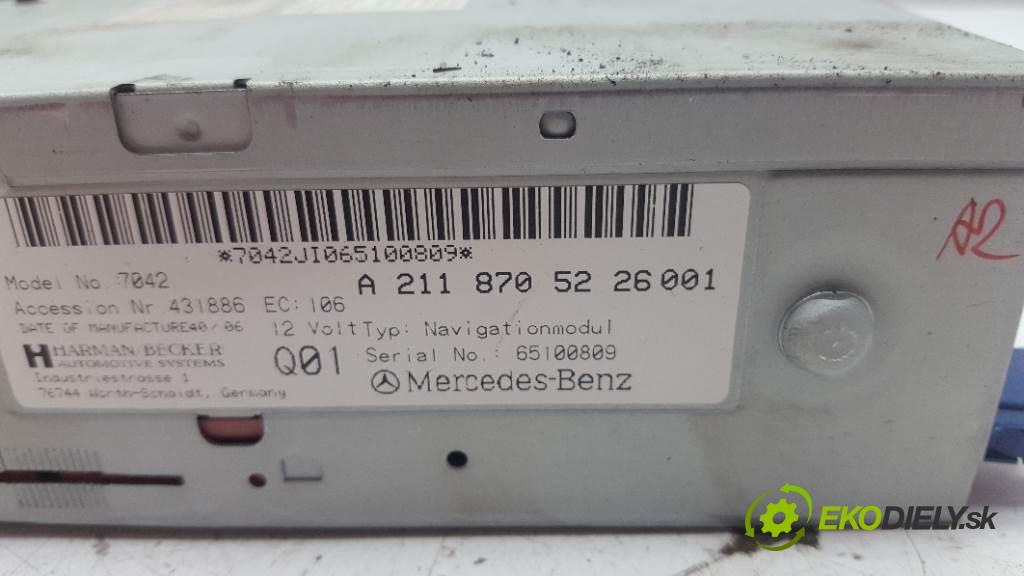 *7042JI065100809*
Model No. 7042
A 211 870 52 26 001
Accession Nr. 431886 EC: 106
DATE OF MANUFACTURE40/06
12 Volt Typ: Navigationmodul
HARMAN/BECKER
AUTOMOTIVE SYSTEMS
Q01
Serial No.: 65100809
Industriestrasse 1
Mercedes-Benz
76744 Wörth-Schaidt, Germany
A2
EKODIELY.sk